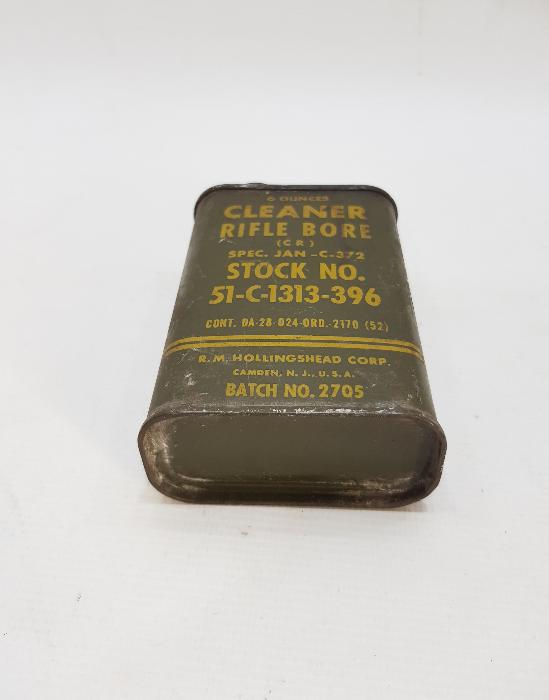 6 OUNCES
CLEANER
RIFLE BORE
(CR)
SPEC. JAN-C-372
STOCK NO.
51-C-1313-396
CONT. DA-28-024-ORD.-2170 (52)
R. M. HOLLINGSHEAD CORP.
CAMDEN, N. J., U. S. A.
BATCH NO. 2705